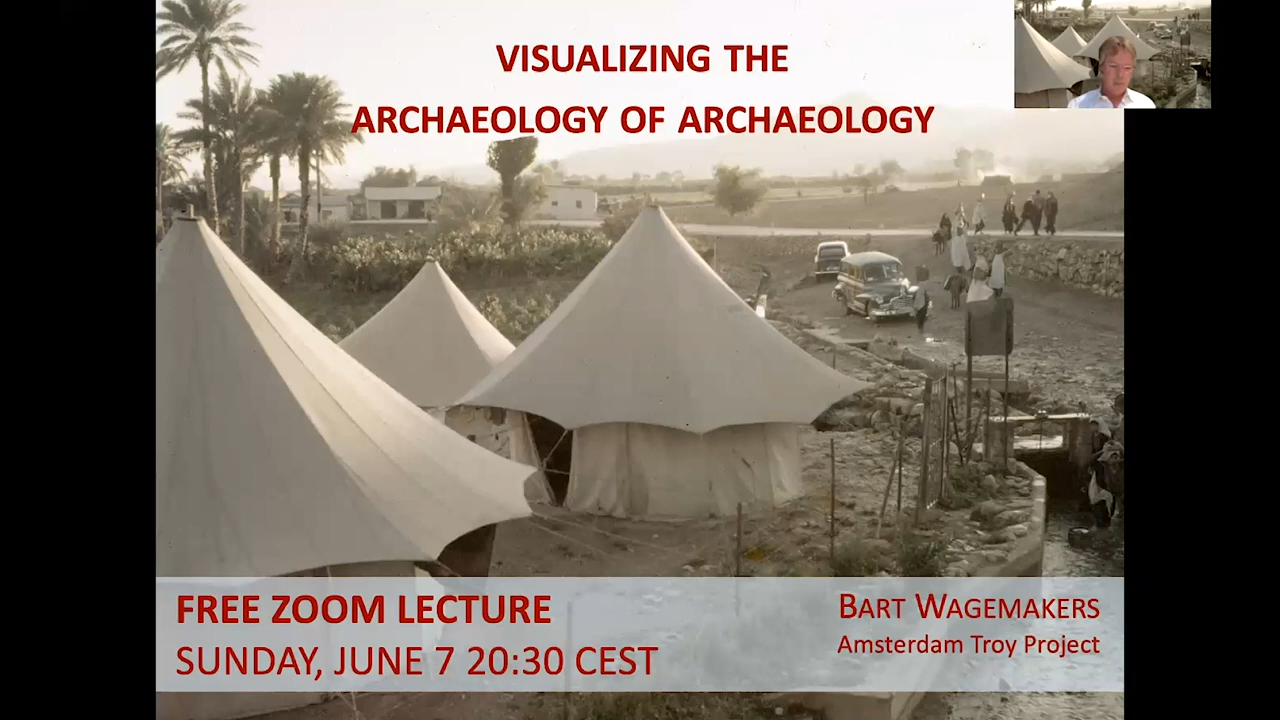 VISUALIZING THE
ARCHAEOLOGY OF ARCHAEOLOGY
FREE ZOOM LECTURE
SUNDAY, JUNE 7 20:30 CEST
BART WAGEMAKERS
Amsterdam Troy Project